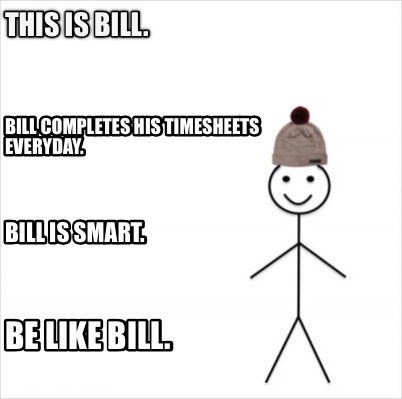 THIS IS BILL.
BILL COMPLETES HIS TIMESHEETS
EVERYDAY.
BILL IS SMART.
BE LIKE BILL.